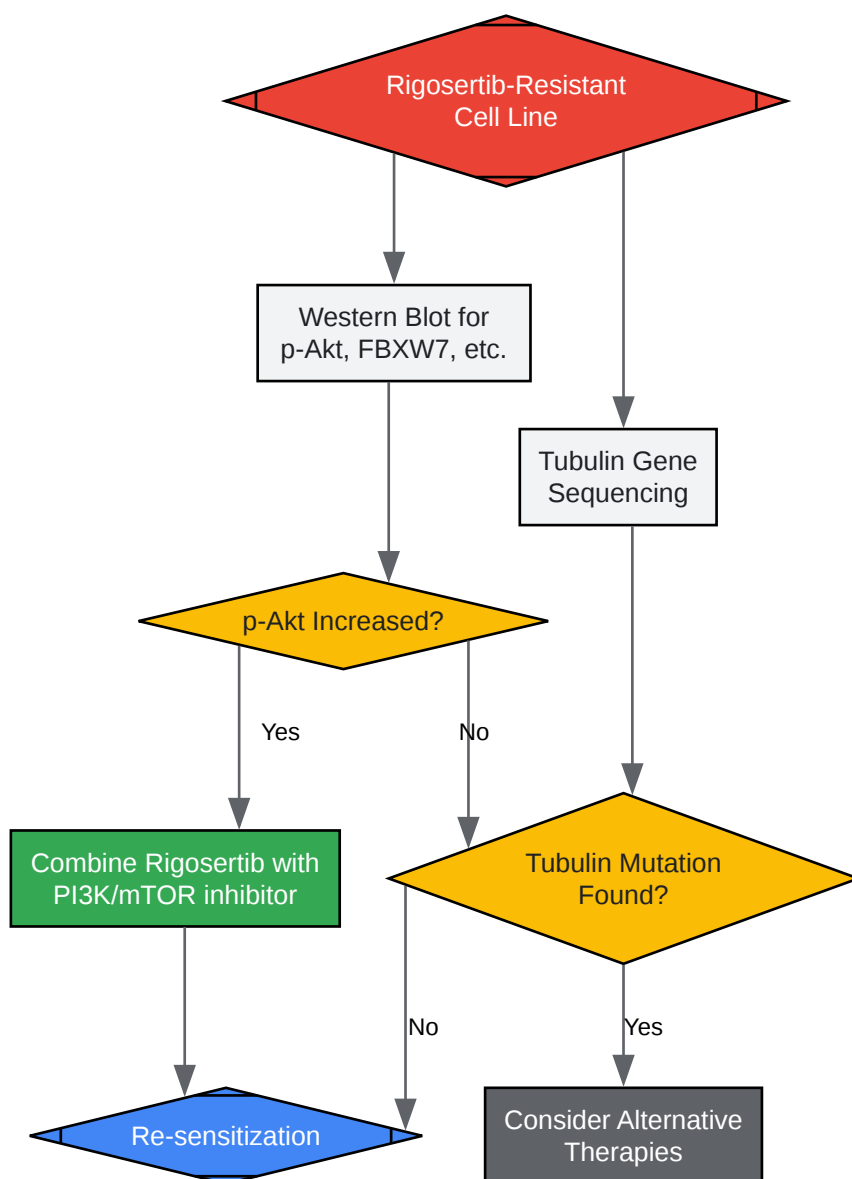 Rigosertib-Resistant
Cell Line
Western Blot for
p-Akt, FBXW7, etc.
Tubulin Gene
Sequencing
p-Akt Increased?
Yes
No
Combine Rigosertib with
PI3K/mTOR inhibitor
Tubulin Mutation
Found?
No
Yes
Re-sensitization
Consider Alternative
Therapies